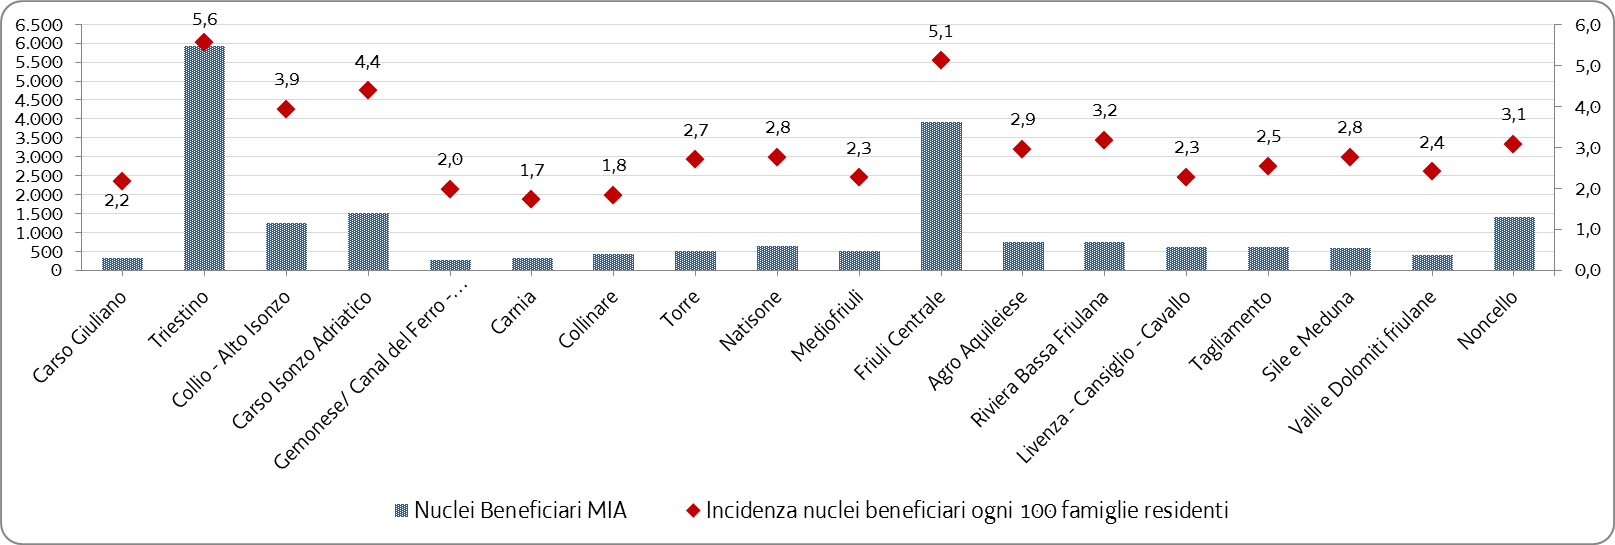 6.500
6.000
5.500
5.000
4.500
4.000
3.500
3.000
2.500
2.000
1.500
1.000
500
0
2,2
5,6
3,9
4,4
2,0
1,7
1,8
2,7
2,8
2,3
5,1
2,9
3,2
2,3
2,5
2,8
2,4
3,1
6,0
5,0
4,0
3,0
2,0
1,0
0,0
Carso Giuliano
Triestino
Collio - Alto Isonzo
Carso Isonzo Adriatico
Gemonese/ Canal del Ferro -…
Carnia
Collinare
Torre
Natisone
Mediofriuli
Friuli Centrale
Agro Aquileiese
Riviera Bassa Friulana
Livenza - Cansiglio - Cavallo
Tagliamento
Sile e Meduna
Valli e Dolomiti friulane
Noncello
Nuclei Beneficiari MIA
Incidenza nuclei beneficiari ogni 100 famiglie residenti